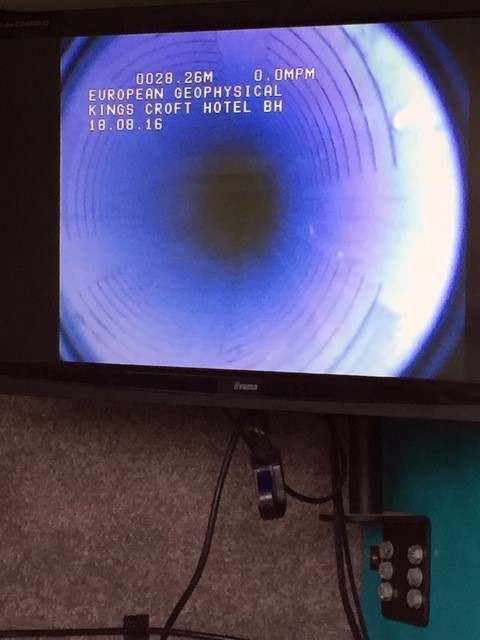 0028.26M 0.0MPM
EUROPEAN GEOPHYSICAL
KINGS CROFT HOTEL BH
18.08.16
iiyama